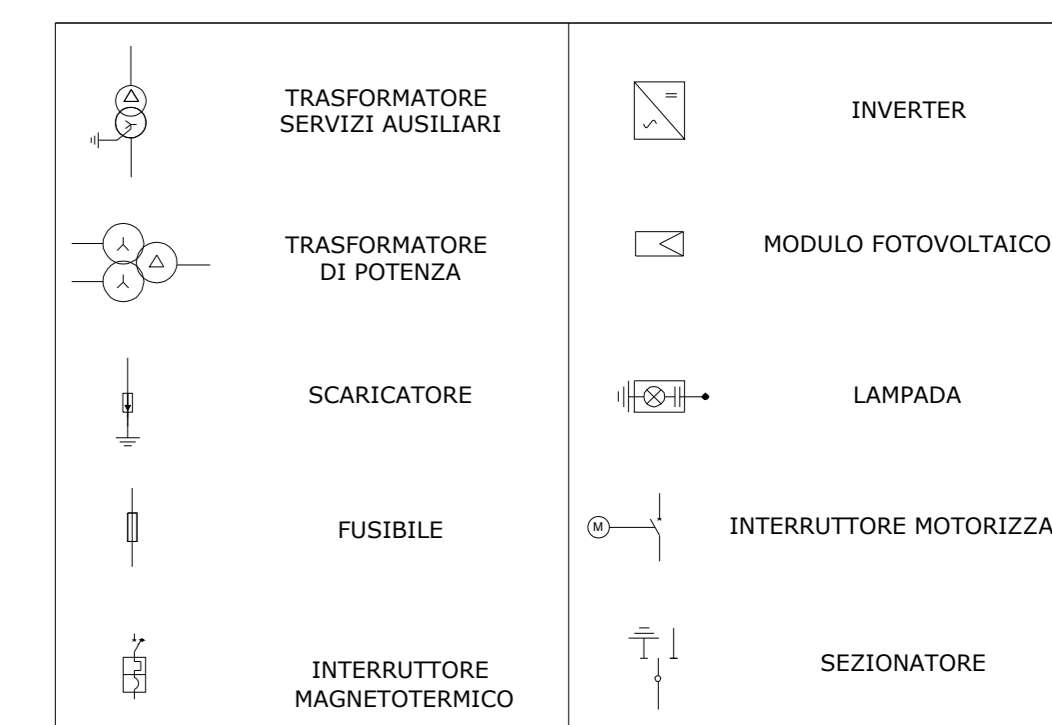 TRASFORMATORE
SERVIZI AUSILIARI
TRASFORMATORE
DI POTENZA
SCARICATORE
FUSIBILE
INTERRUTTORE
MAGNETOTERMICO
INVERTER
MODULO FOTOVOLTAICO
LAMPADA
M
INTERRUTTORE MOTORIZZA
SEZIONATORE